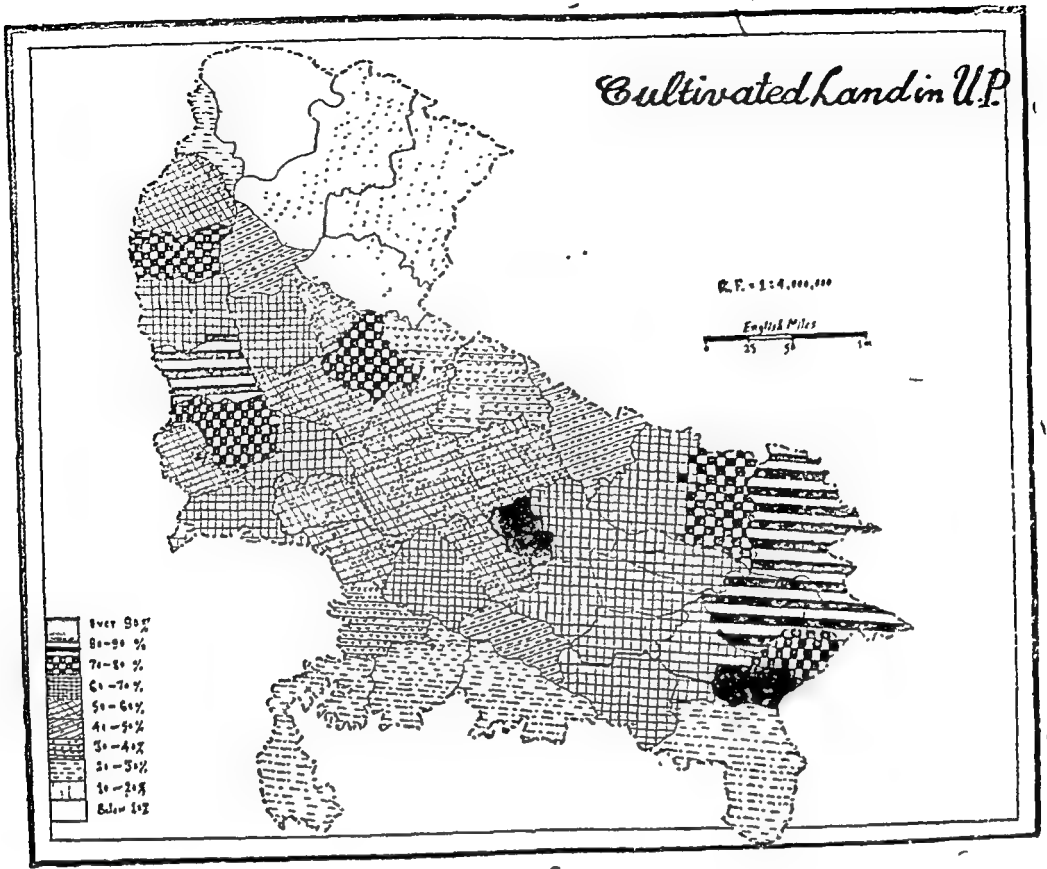 Cultivated Land in U.P.
R.F. = 1:4,000,000
English Miles
0 25 50 1m
Over 90%
80-90 %
70-80 %
60-70%
50-60%
40-50%
30-40%
20-30%
10-20%
Below 10%